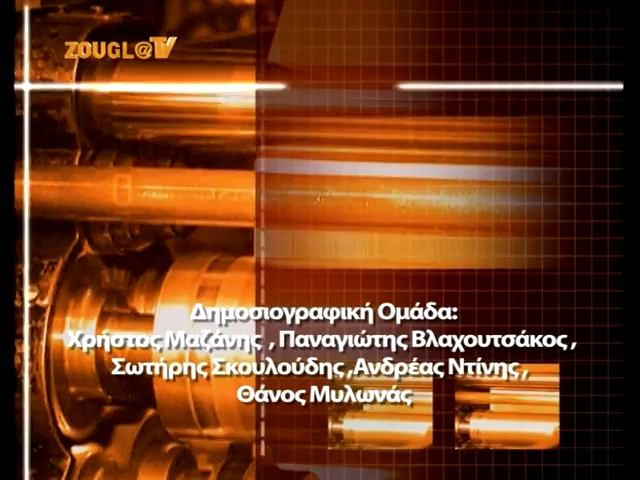 ZOUGL@TV
Δημοσιογραφική Ομάδα:
Χρήστος Μαζάνης , Παναγιώτης Βλαχουτσάκος ,
Σωτήρης Σκουλούδης ,Ανδρέας Ντίνης ,
Θάνος Μυλωνάς